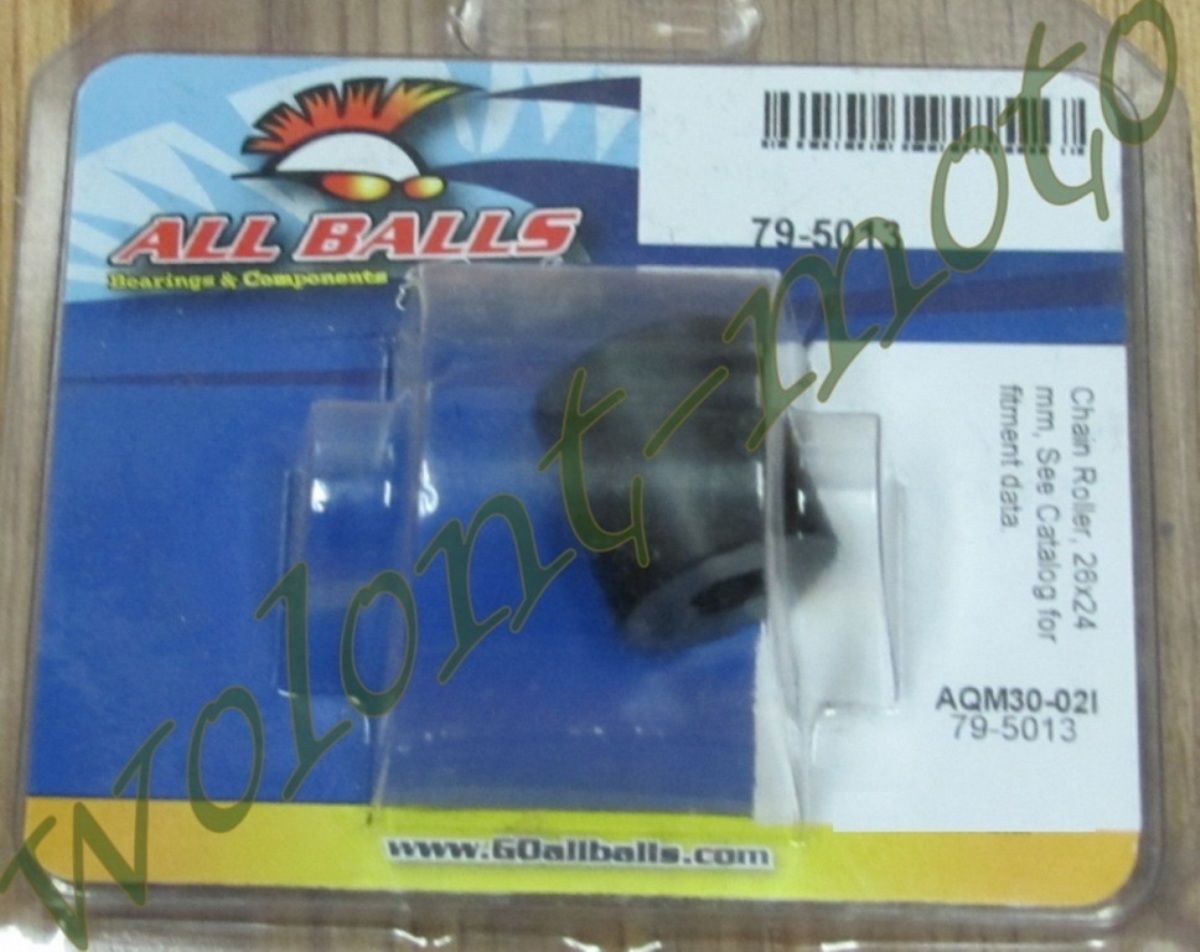 ALL BALLS
Bearings & Components
79-5013
Chain Roller, 26x24
mm, See Catalog for
fitment data.
AQM30-02I
79-5013
www.GOallballs.com
wolont-moto